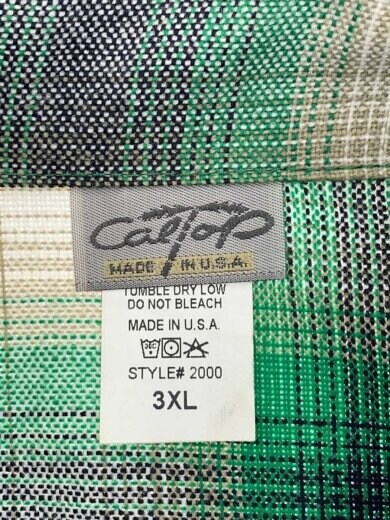 CalTop
MADE IN U.S.A.
TUMBLE DRY LOW
DO NOT BLEACH
MADE IN U.S.A.
STYLE# 2000
3XL